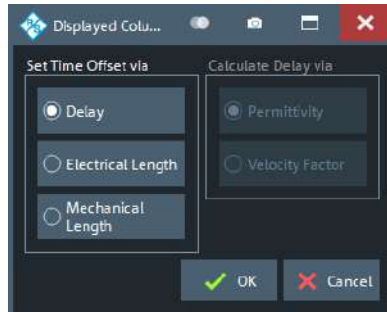 Displayed Colu...
Set Time Offset via
Calculate Delay via
Delay
Permittivity
Electrical Length
Velocity Factor
Mechanical
Length
OK
Cancel